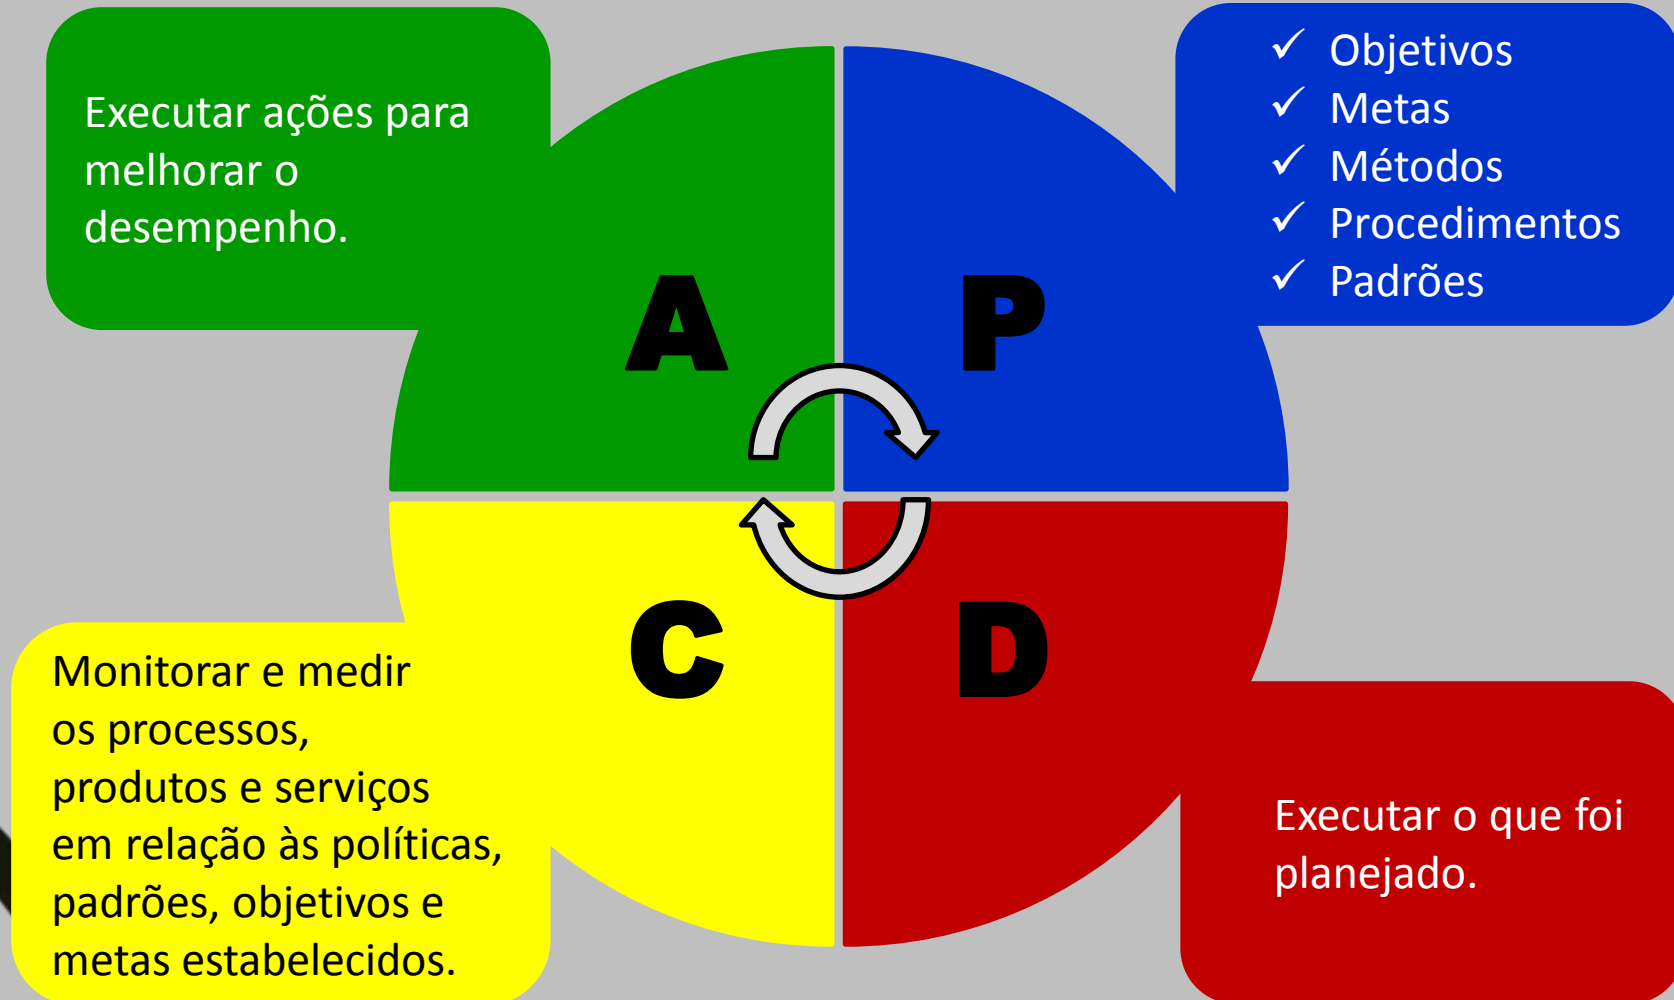 Executar ações para
melhorar o
desempenho.
✓ Objetivos
✓ Metas
✓ Métodos
✓ Procedimentos
✓ Padrões
A
P
C
D
Monitorar e medir
os processos,
produtos e serviços
em relação às políticas,
padrões, objetivos e
metas estabelecidos.
Executar o que foi
planejado.